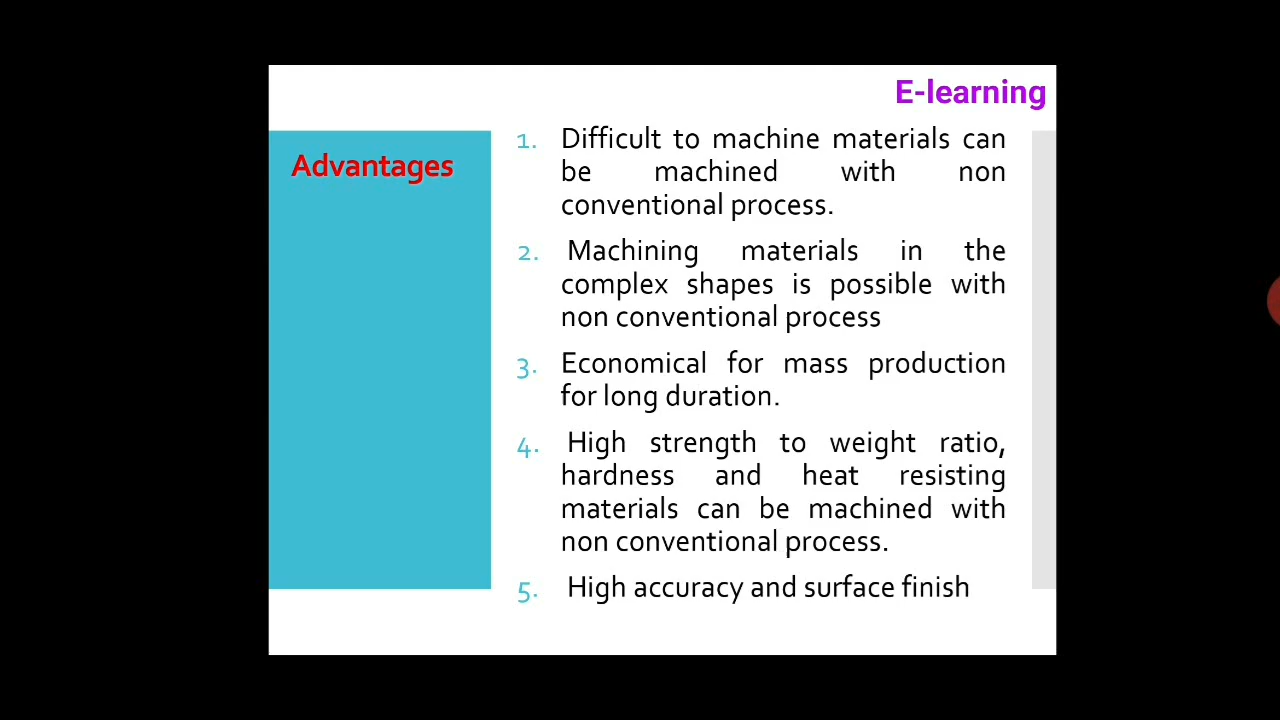 E-learning
Advantages
1. Difficult to machine materials can
be machined with non
conventional process.
2. Machining materials in the
complex shapes is possible with
non conventional process
3. Economical for mass production
for long duration.
4. High strength to weight ratio,
hardness and heat resisting
materials can be machined with
non conventional process.
5. High accuracy and surface finish